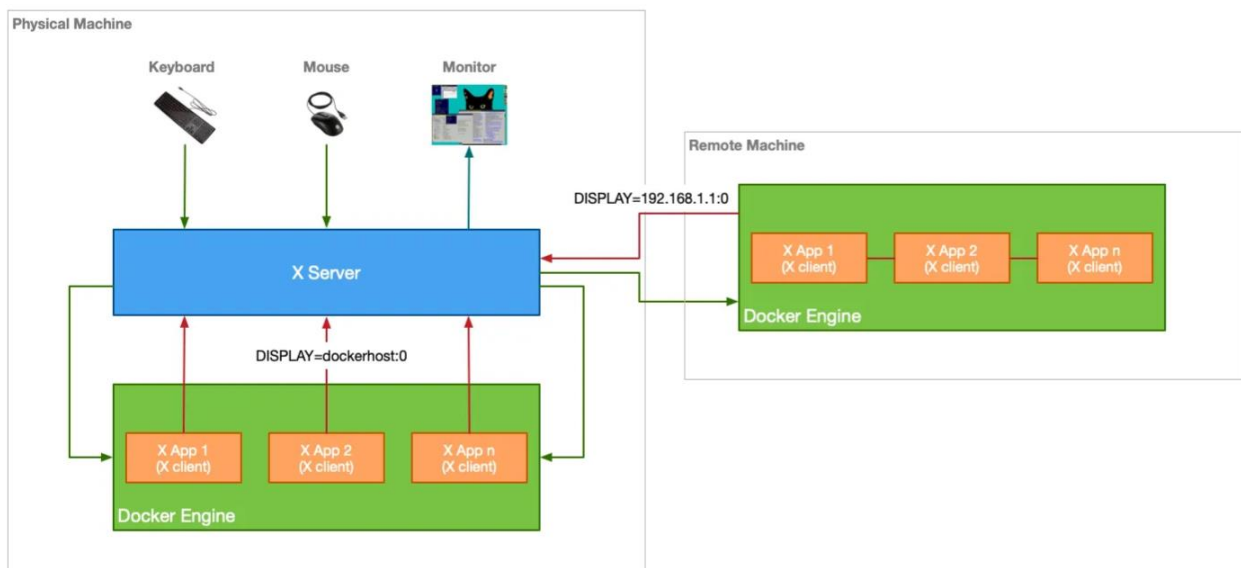 Physical Machine
Keyboard
Mouse
Monitor
Remote Machine
DISPLAY=192.168.1.1:0
X Server
X App 1
(X client)
X App 2
(X client)
X App n
(X client)
Docker Engine
DISPLAY=dockerhost:0
X App 1
(X client)
X App 2
(X client)
X App n
(X client)
Docker Engine